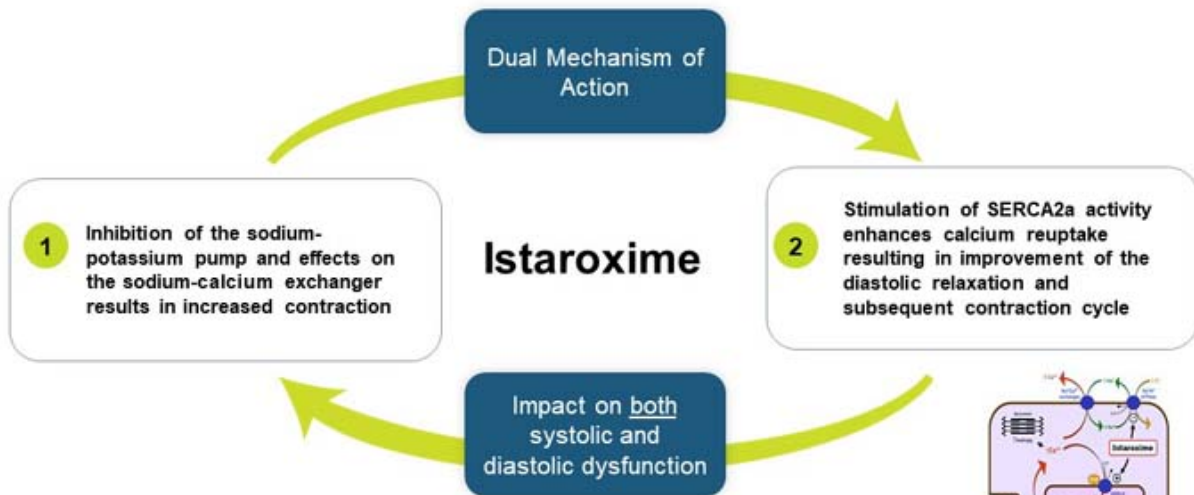 Dual Mechanism of
Action
1
Inhibition of the sodium-
potassium pump and effects on
the sodium-calcium exchanger
results in increased contraction
Istaroxime
2
Stimulation of SERCA2a activity
enhances calcium reuptake
resulting in improvement of the
diastolic relaxation and
subsequent contraction cycle
Impact on both
systolic and
diastolic dysfunction
Istaroxime